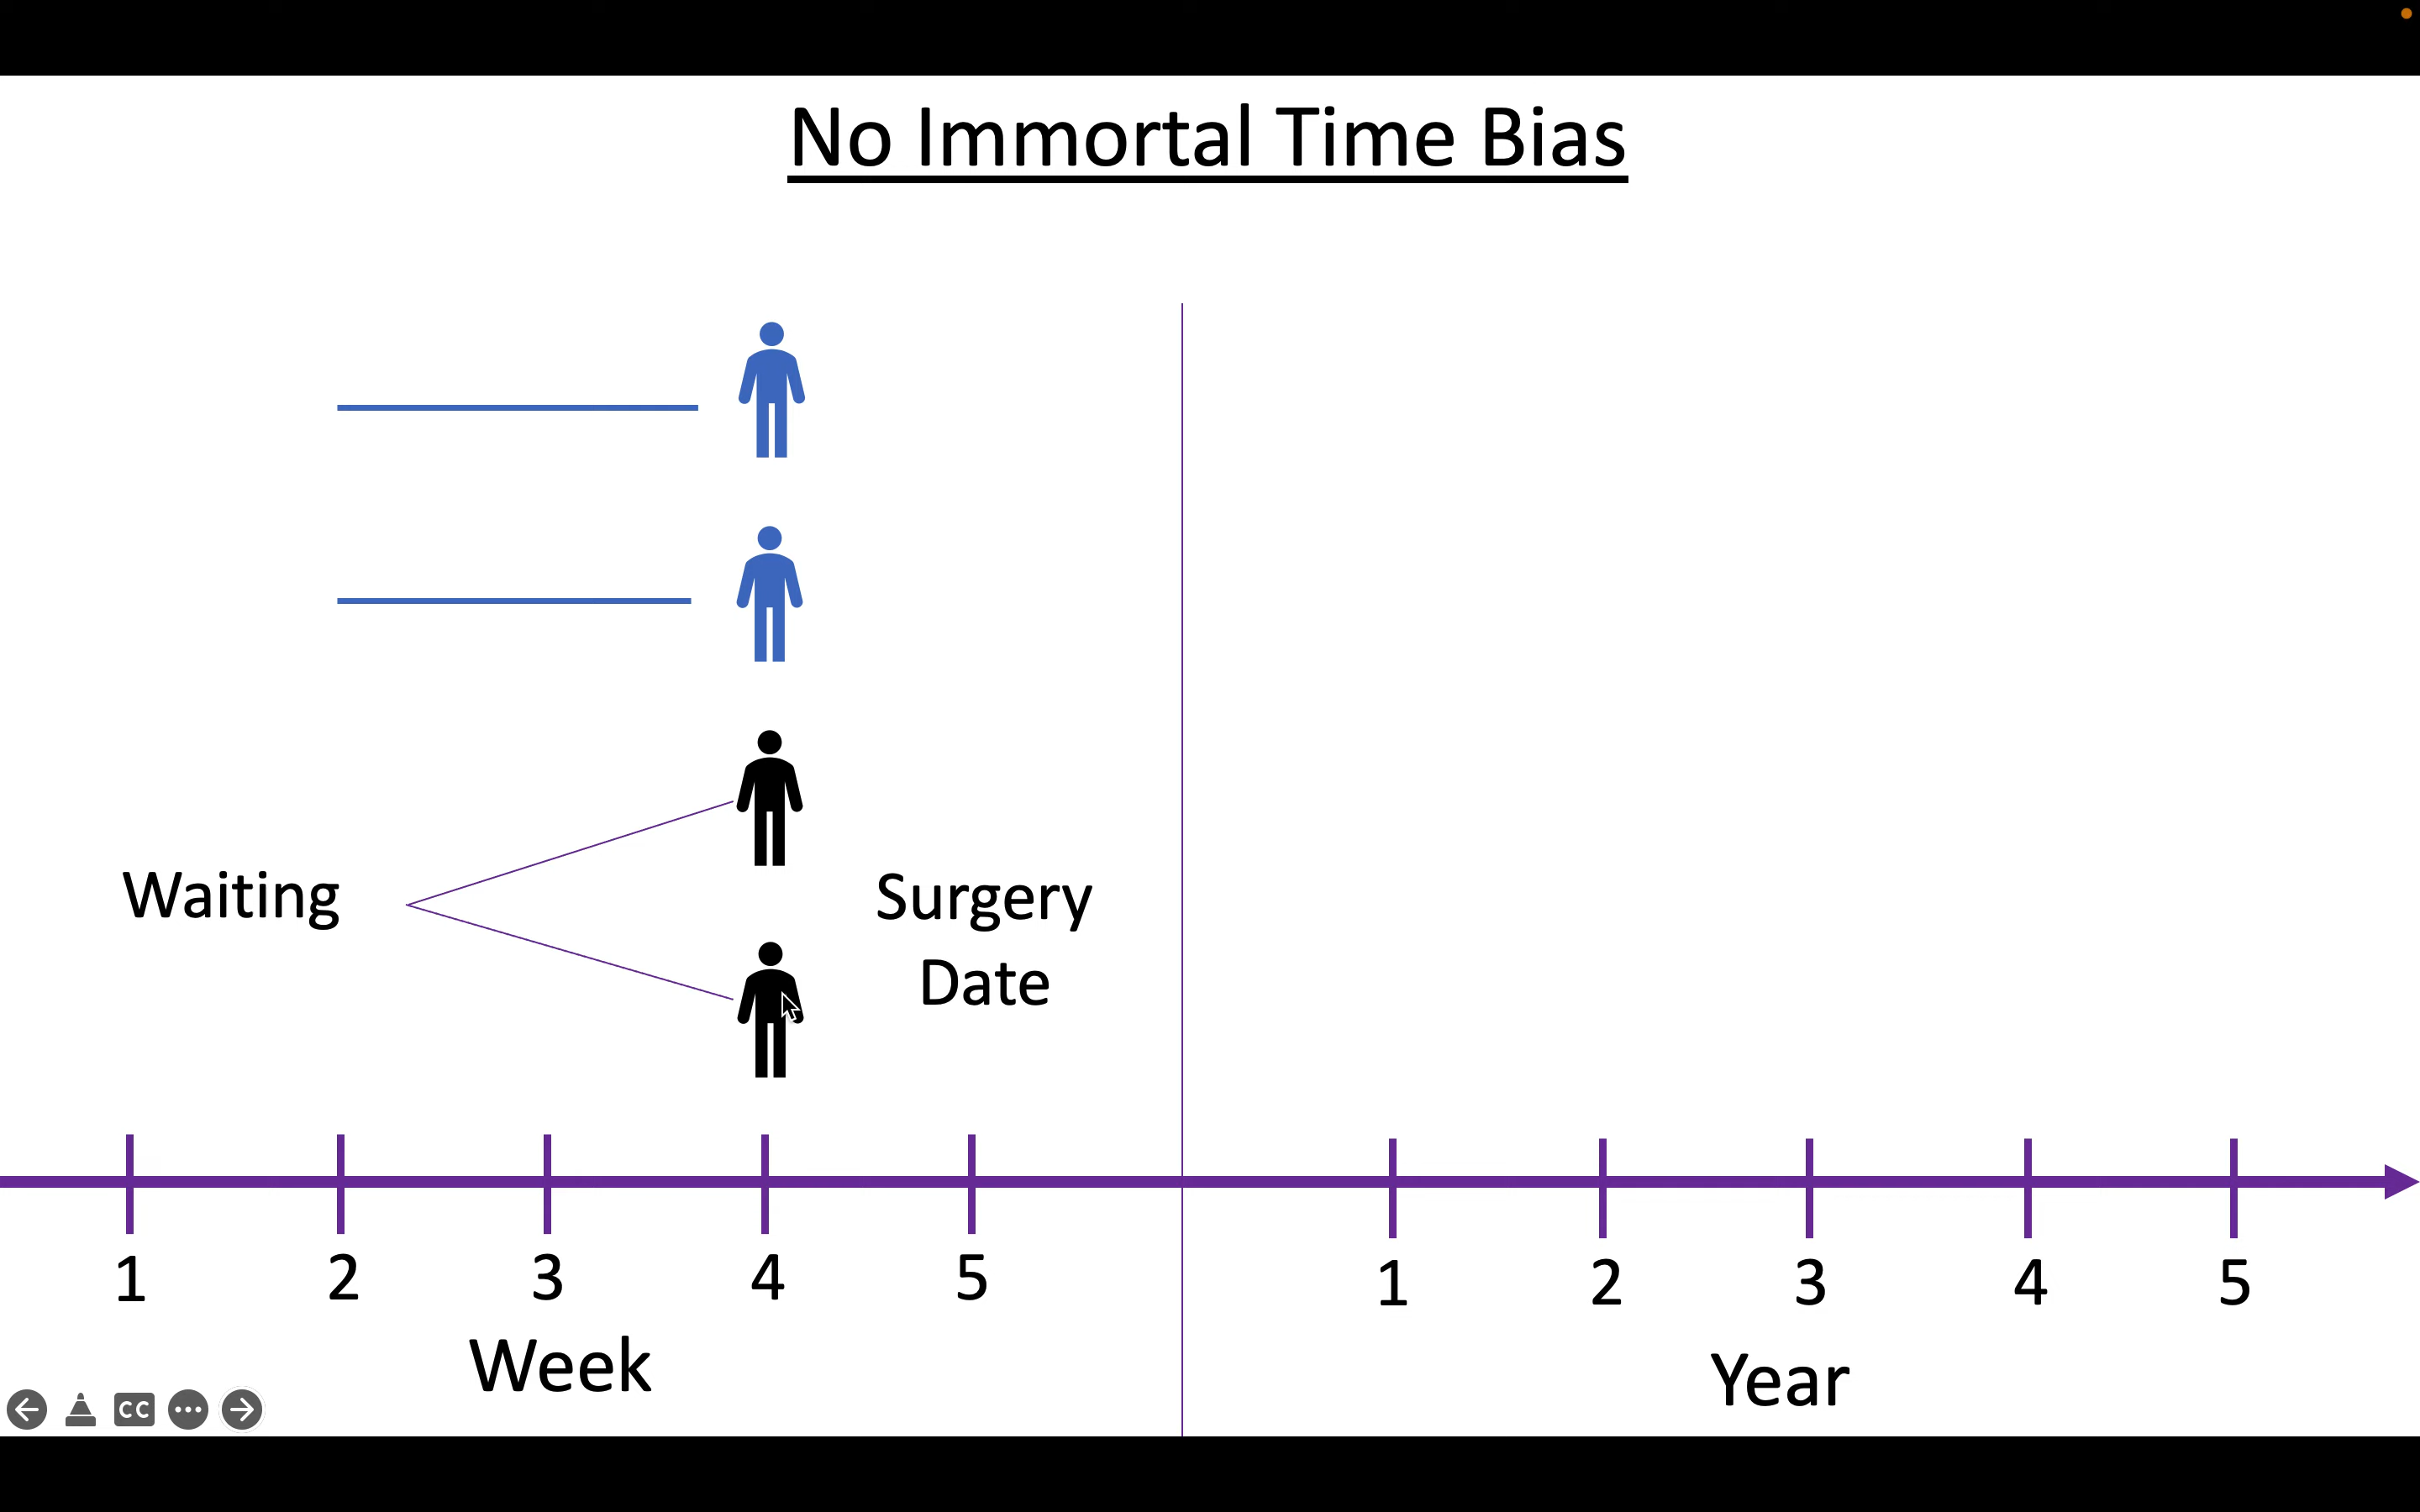 No Immortal Time Bias
Waiting
Surgery
Date
1 2 3 4 5 1 2 3 4 5
Week
Year
CC